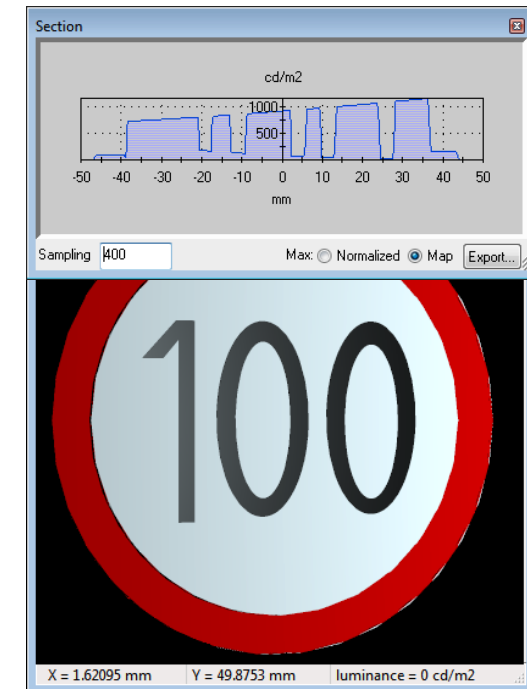 Section
cd/m2
1000
500
-50 -40 -30 -20 -10 0 10 20 30 40 50
mm
Sampling 400 Max: Normalized Map Export...
100
X = 1.62095 mm Y = 49.8753 mm luminance = 0 cd/m2